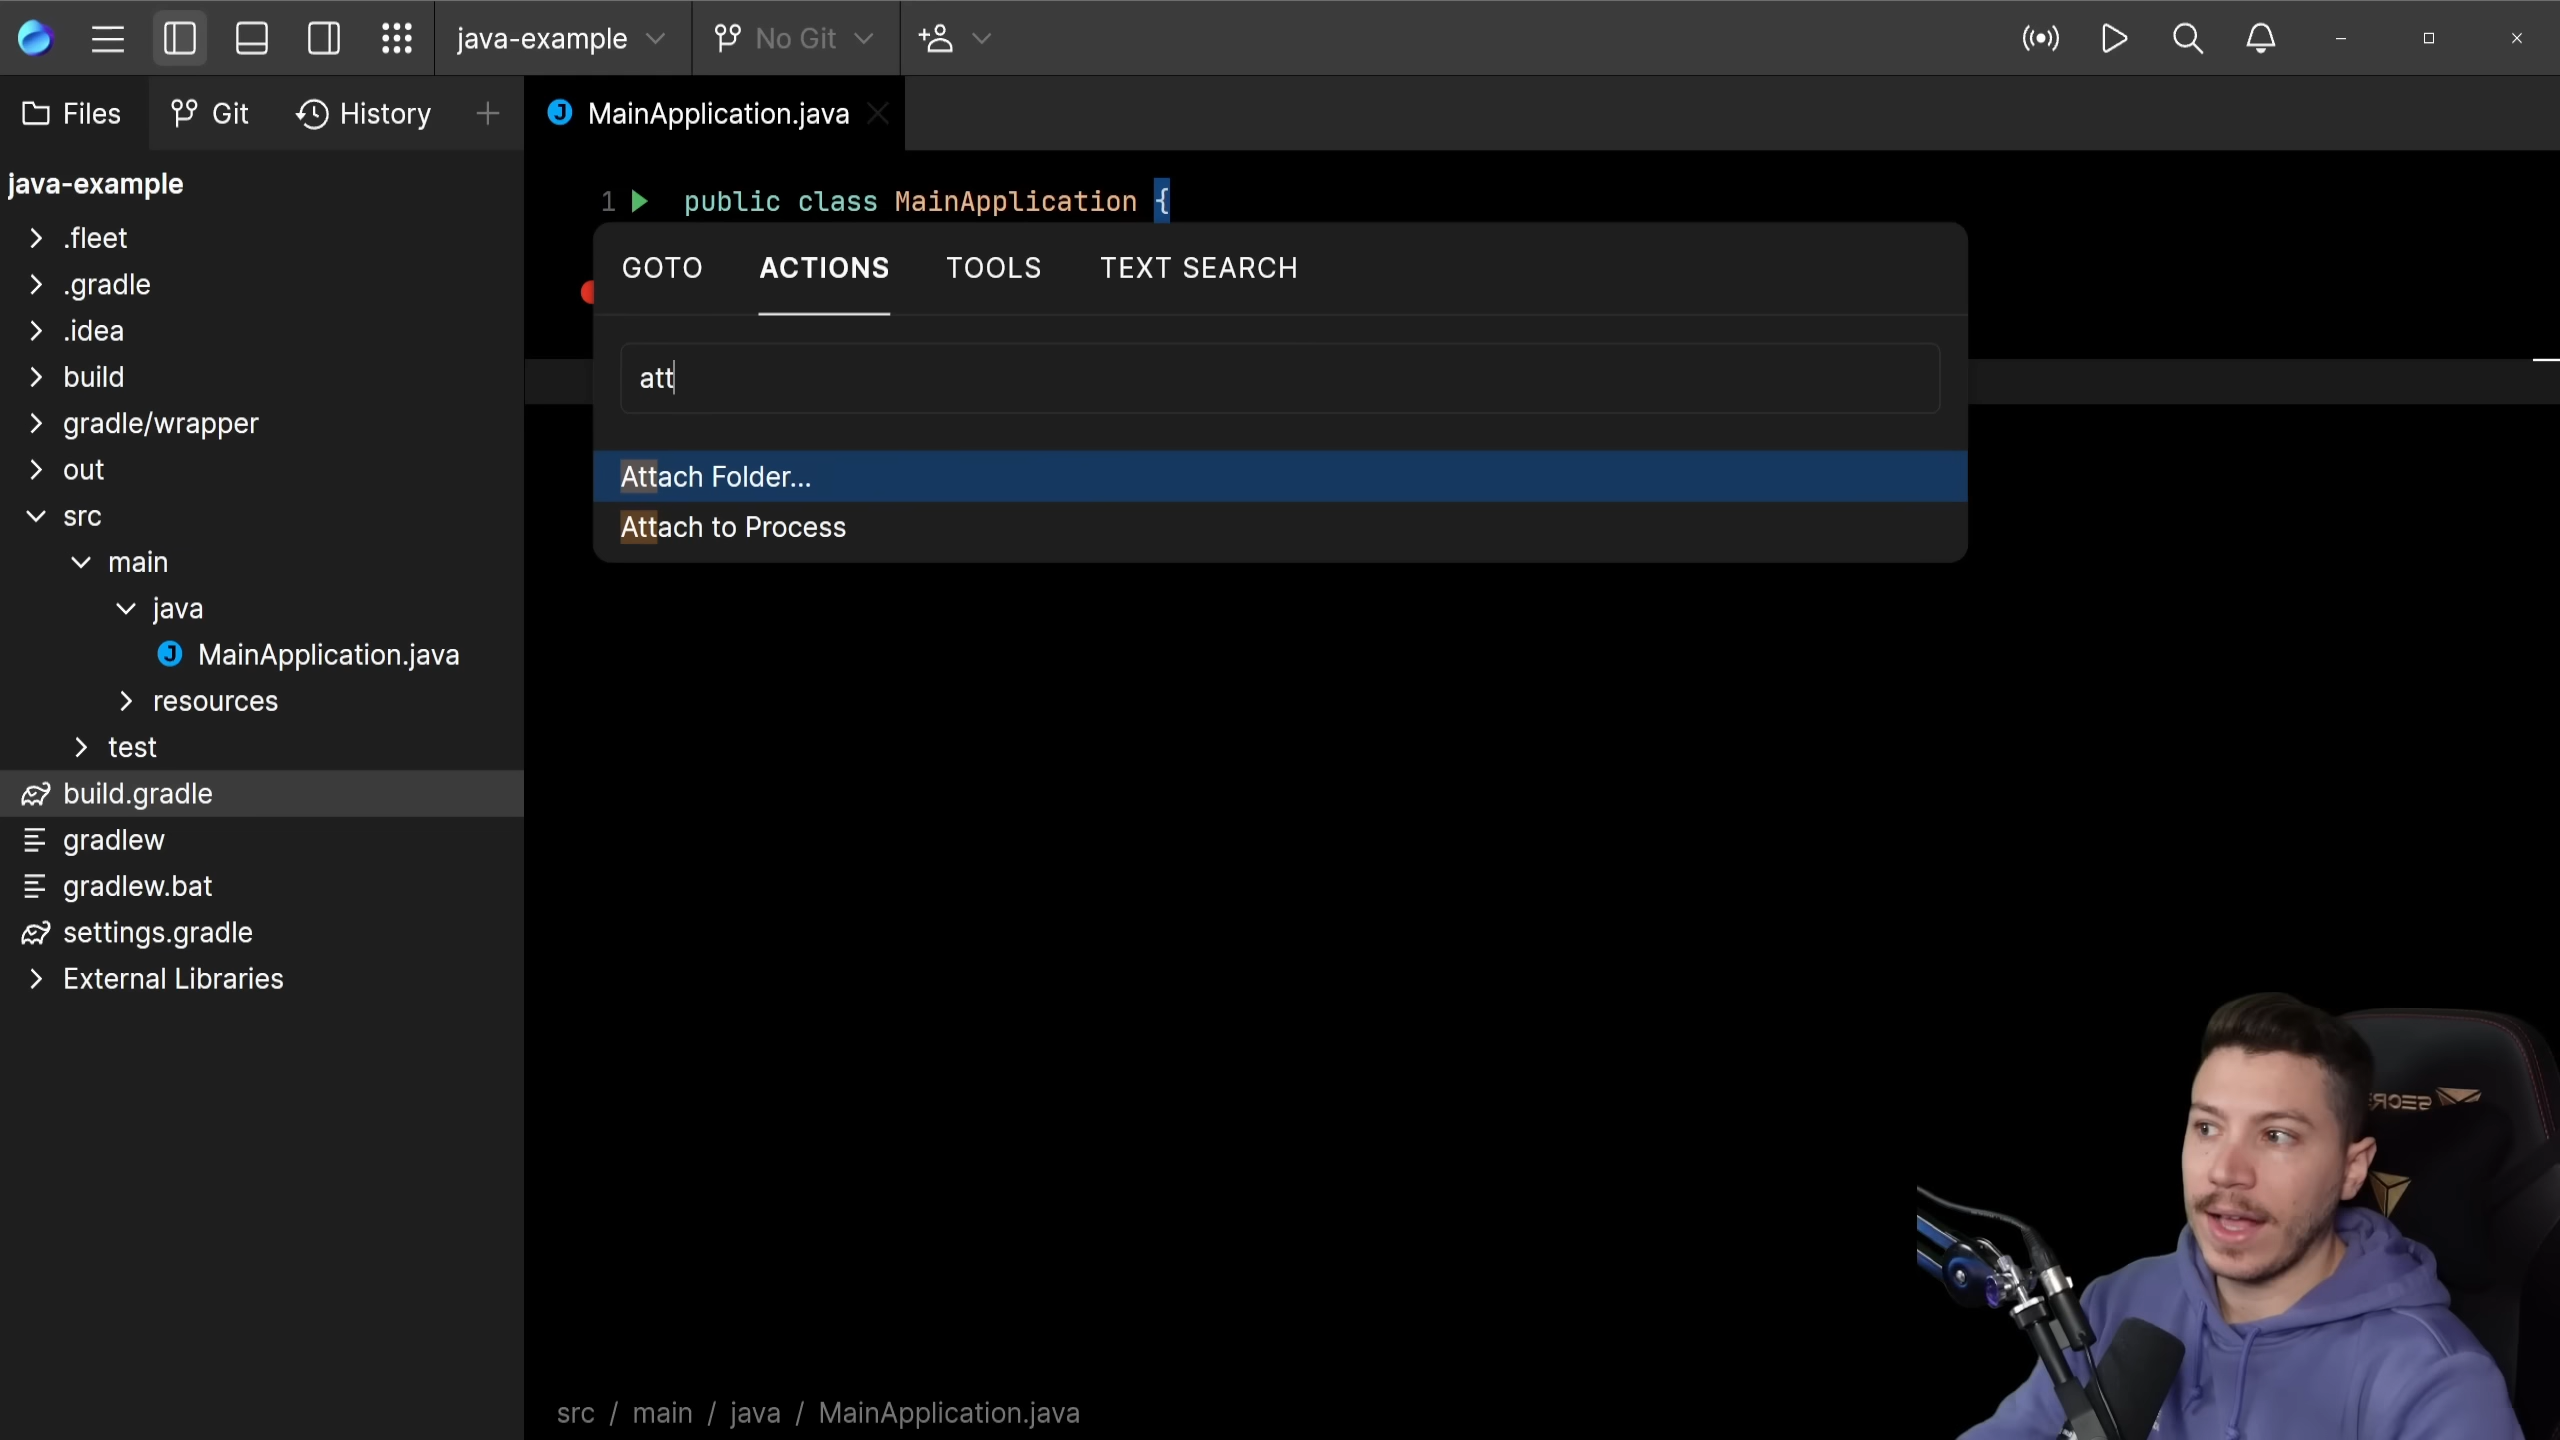 java-example
No Git
Files
Git
History
MainApplication.java
java-example
.fleet
.gradle
.idea
build
gradle/wrapper
out
src
main
java
MainApplication.java
resources
test
build.gradle
gradlew
gradlew.bat
settings.gradle
External Libraries
1 public class MainApplication {
GOTO ACTIONS TOOLS TEXT SEARCH
att
Attach Folder...
Attach to Process
src / main / java / MainApplication.java